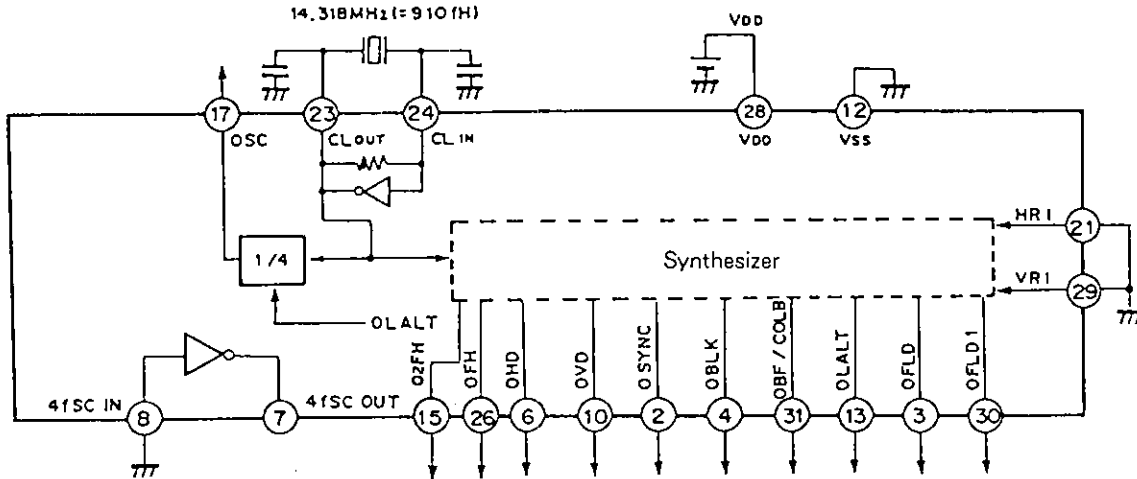 14.318MHz(=910fH)
VDD
17
23
24
28
12
OSC
CLOUT
CL IN
VDD
VSS
HRI
21
1/4
Synthesizer
VRI
29
OLALT
4fSC IN
8
7
4fSC OUT
O2FH
OFH
OHD
OVD
OSYNC
OBLK
OBF/COLB
OLALT
OFLD
OFLD1
15
26
6
10
2
4
31
13
3
30